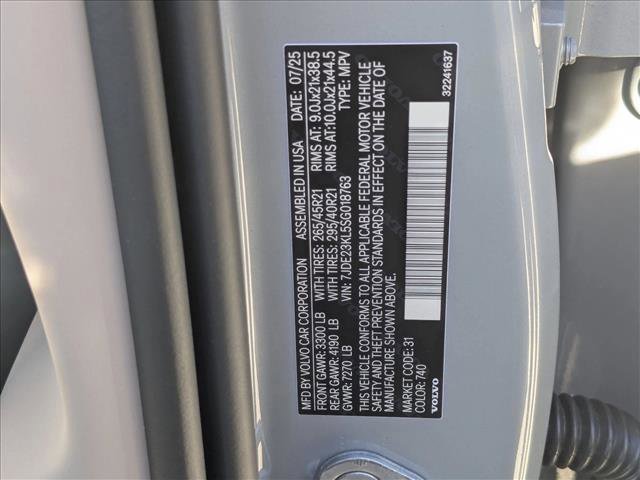 MFD BY VOLVO CAR CORPORATION ASSEMBLED IN USA DATE: 07/25
FRONT GAWR: 3300 LB WITH TIRES: 265/45R21 RIMS AT: 9.0Jx21x38.5
REAR GAWR: 4190 LB WITH TIRES: 295/40R21 RIMS AT:10.0Jx21x44.5
GVWR: 7270 LB VIN: 7JDE23KL5SG018763 TYPE: MPV
THIS VEHICLE CONFORMS TO ALL APPLICABLE FEDERAL MOTOR VEHICLE
SAFETY AND THEFT PREVENTION STANDARDS IN EFFECT ON THE DATE OF
MANUFACTURE SHOWN ABOVE.
MARKET CODE: 31
COLOR: 740
VOLVO 32241637